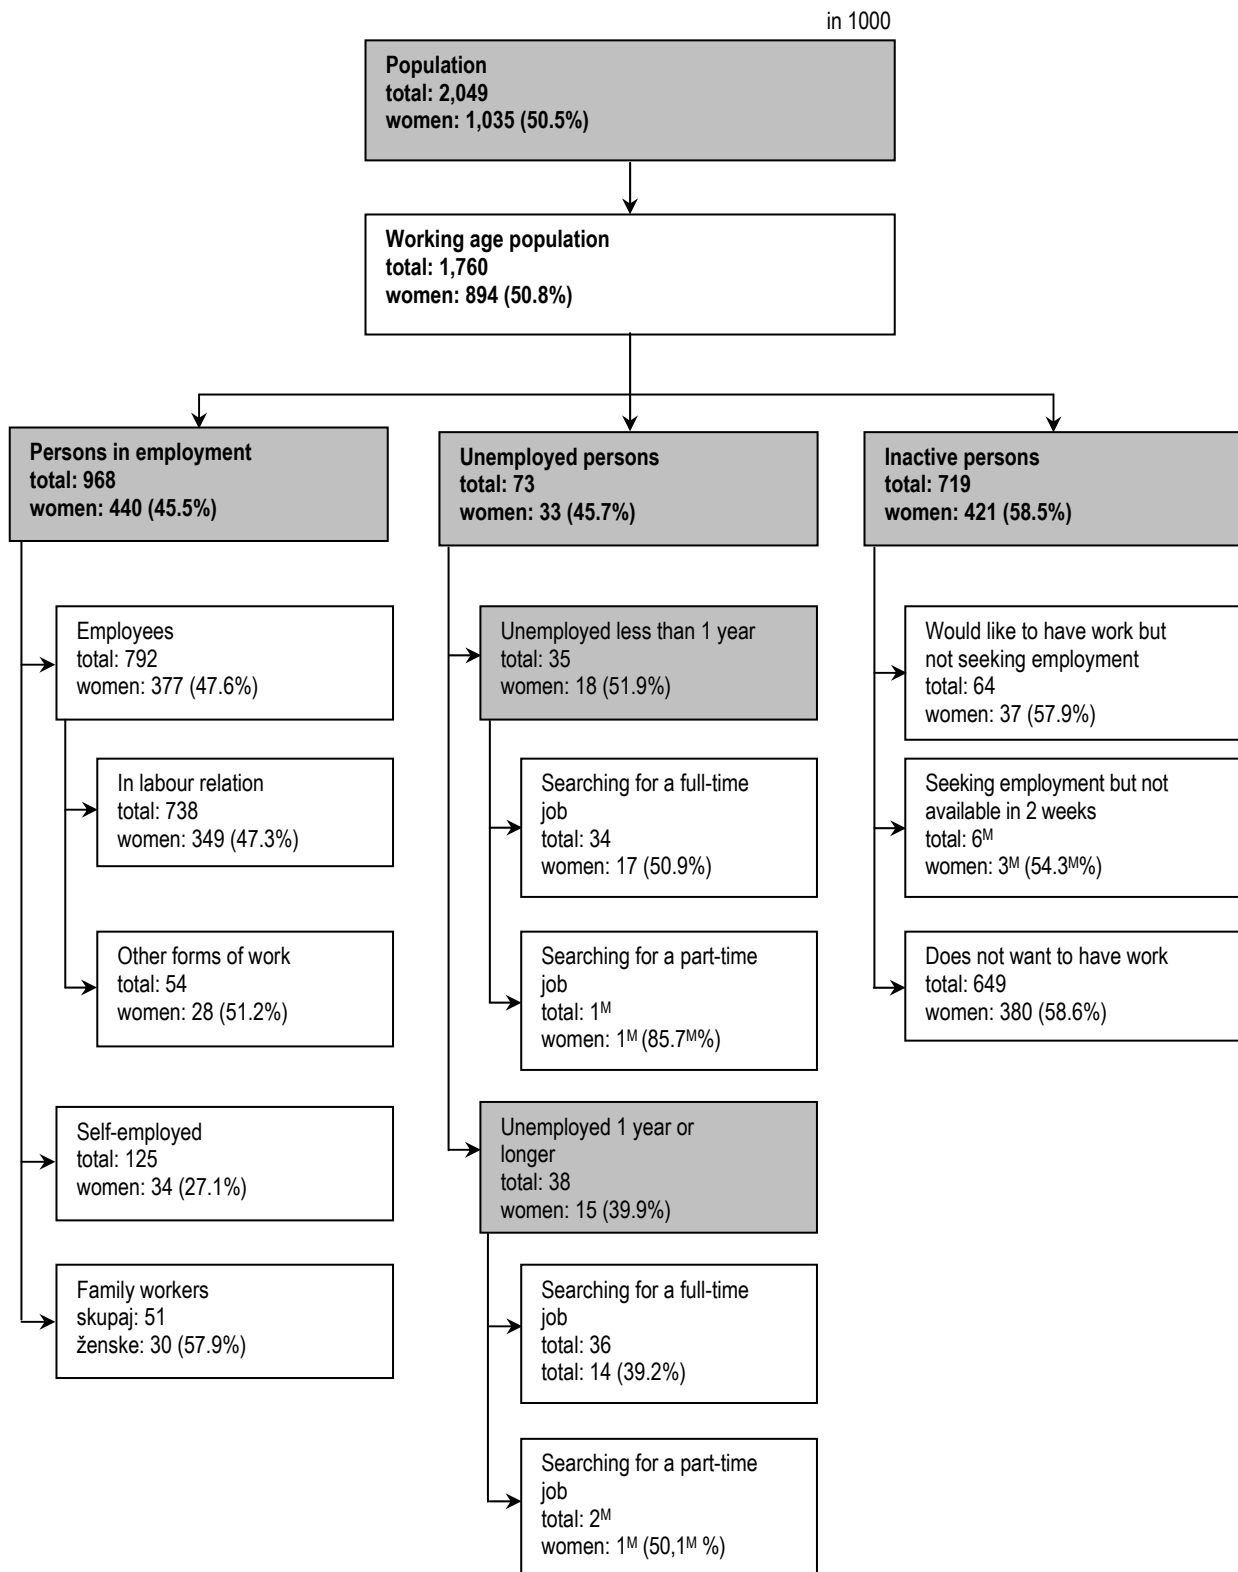 in 1000
Population
total: 2,049
women: 1,035 (50.5%)
Working age population
total: 1,760
women: 894 (50.8%)
Persons in employment
total: 968
women: 440 (45.5%)
Employees
total: 792
women: 377 (47.6%)
In labour relation
total: 738
women: 349 (47.3%)
Other forms of work
total: 54
women: 28 (51.2%)
Self-employed
total: 125
women: 34 (27.1%)
Family workers
skupaj: 51
ženske: 30 (57.9%)
Unemployed persons
total: 73
women: 33 (45.7%)
Unemployed less than 1 year
total: 35
women: 18 (51.9%)
Searching for a full-time
job
total: 34
women: 17 (50.9%)
Searching for a part-time
job
total: 1ᴹ
women: 1ᴹ (85.7ᴹ%)
Unemployed 1 year or
longer
total: 38
women: 15 (39.9%)
Searching for a full-time
job
total: 36
total: 14 (39.2%)
Searching for a part-time
job
total: 2ᴹ
women: 1ᴹ (50,1ᴹ %)
Inactive persons
total: 719
women: 421 (58.5%)
Would like to have work but
not seeking employment
total: 64
women: 37 (57.9%)
Seeking employment but not
available in 2 weeks
total: 6ᴹ
women: 3ᴹ (54.3ᴹ%)
Does not want to have work
total: 649
women: 380 (58.6%)